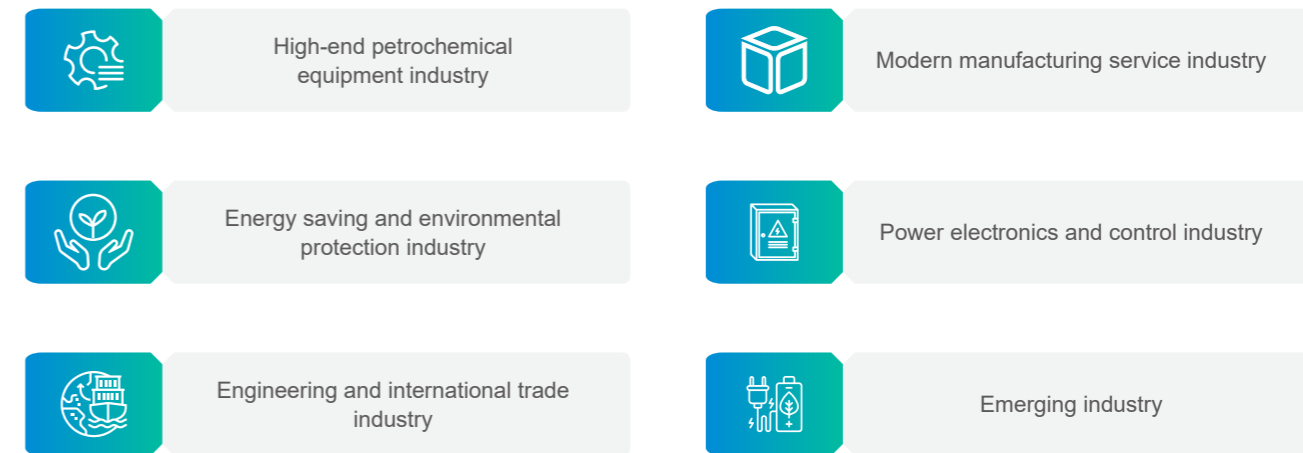 High-end petrochemical
equipment industry
Modern manufacturing service industry
Energy saving and environmental
protection industry
Power electronics and control industry
Engineering and international trade
industry
Emerging industry